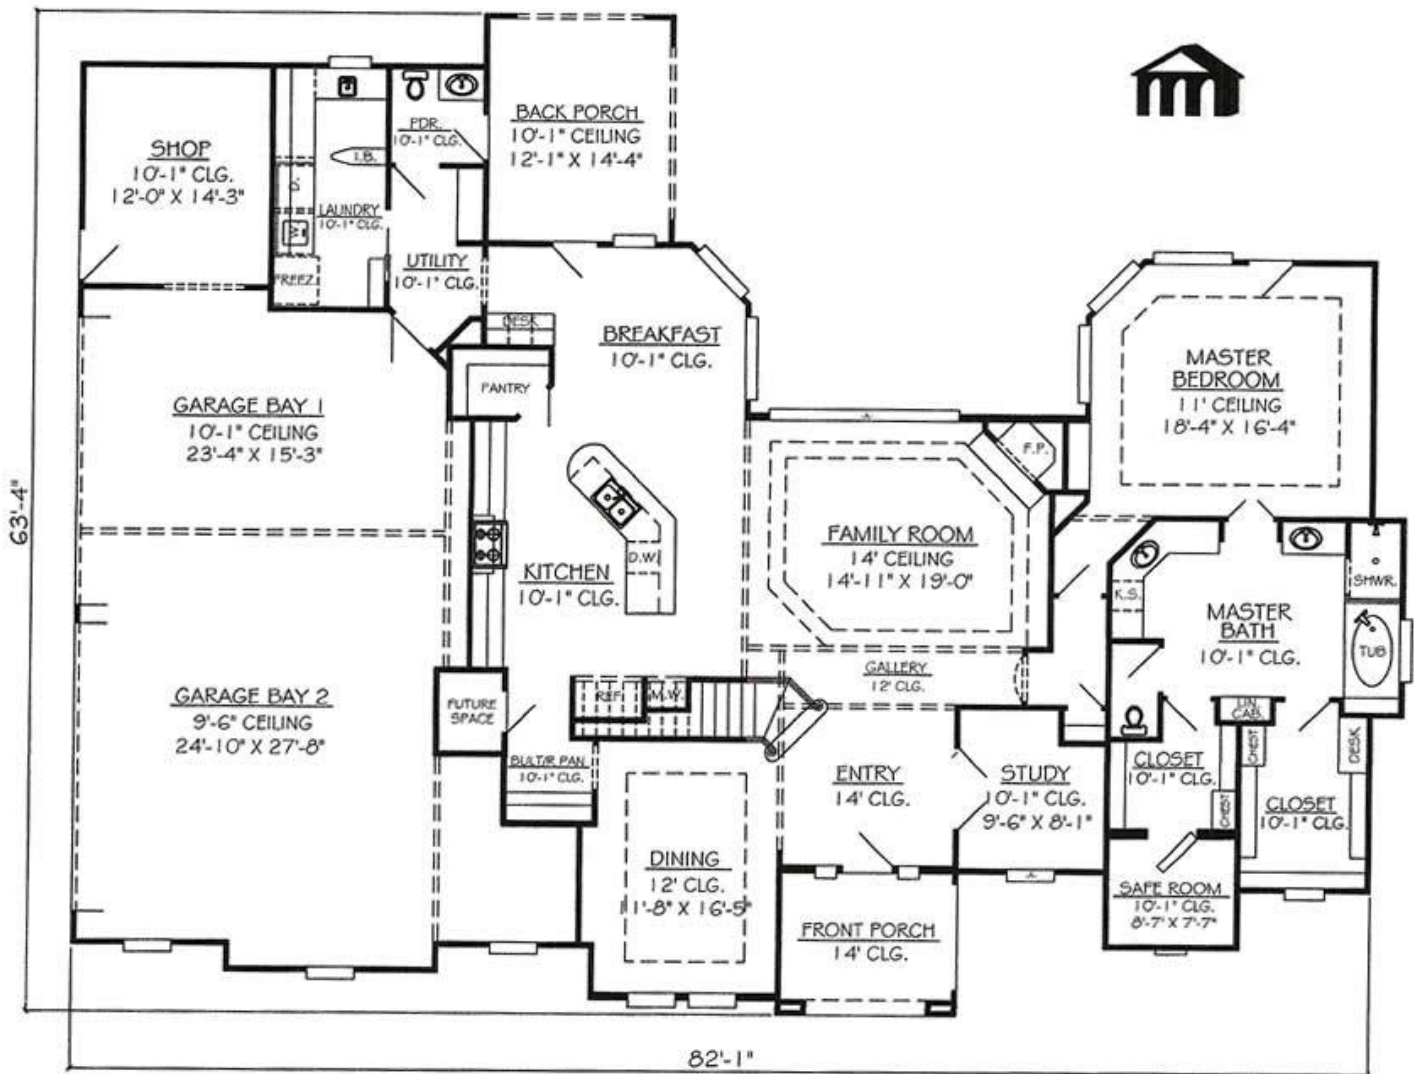 BACK PORCH
10'-1" CEILING
12'-1" X 14'-4"
SHOP
10'-1" CLG.
12'-0" X 14'-3"
PDR.
10'-1" CLG.
I.B.
D.
LAUNDRY
10'-1" CLG.
W
FREEZ.
UTILITY
10'-1" CLG.
DESK
BREAKFAST
10'-1" CLG.
PANTRY
MASTER
BEDROOM
11' CEILING
18'-4" X 16'-4"
GARAGE BAY 1
10'-1" CEILING
23'-4" X 15'-3"
F.P.
63'-4"
FAMILY ROOM
14' CEILING
14'-11" X 19'-0"
D.W.
KITCHEN
10'-1" CLG.
SHWR.
K.S.
MASTER
BATH
10'-1" CLG.
TUB
GALLERY
12' CLG.
GARAGE BAY 2
9'-6" CEILING
24'-10" X 27'-8"
FUTURE
SPACE
REF.
M.W.
LIN.
CAB.
BULT/R PAN
10'-1" CLG.
ENTRY
14' CLG.
STUDY
10'-1" CLG.
9'-6" X 8'-1"
CLOSET
10'-1" CLG.
CHEST
CHEST
DESK
CLOSET
10'-1" CLG.
DINING
12' CLG.
11'-8" X 16'-5"
SAFE ROOM
10'-1" CLG.
8'-7" X 7'-7"
FRONT PORCH
14' CLG.
82'-1"